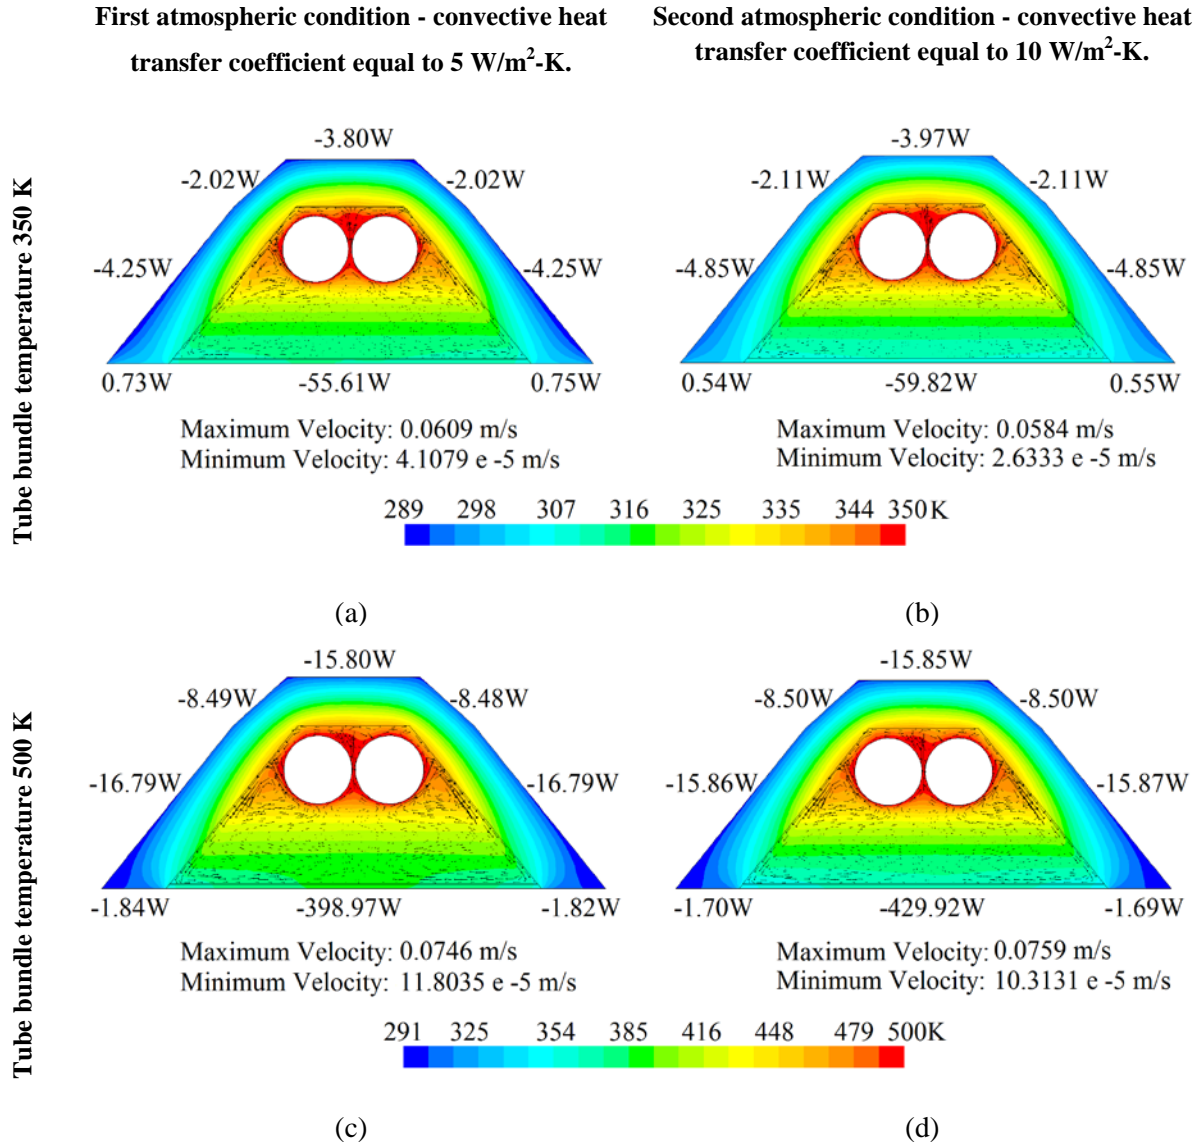 First atmospheric condition - convective heat
transfer coefficient equal to 5 W/m²-K.
Second atmospheric condition - convective heat
transfer coefficient equal to 10 W/m²-K.
Tube bundle temperature 350 K
-3.80W
-2.02W
-2.02W
-4.25W
-4.25W
0.73W
-55.61W
0.75W
Maximum Velocity: 0.0609 m/s
Minimum Velocity: 4.1079 e -5 m/s
-3.97W
-2.11W
-2.11W
-4.85W
-4.85W
0.54W
-59.82W
0.55W
Maximum Velocity: 0.0584 m/s
Minimum Velocity: 2.6333 e -5 m/s
289 298 307 316 325 335 344 350K
(a)
(b)
Tube bundle temperature 500 K
-15.80W
-8.49W
-8.48W
-16.79W
-16.79W
-1.84W
-398.97W
-1.82W
Maximum Velocity: 0.0746 m/s
Minimum Velocity: 11.8035 e -5 m/s
-15.85W
-8.50W
-8.50W
-15.86W
-15.87W
-1.70W
-429.92W
-1.69W
Maximum Velocity: 0.0759 m/s
Minimum Velocity: 10.3131 e -5 m/s
291 325 354 385 416 448 479 500K
(c)
(d)